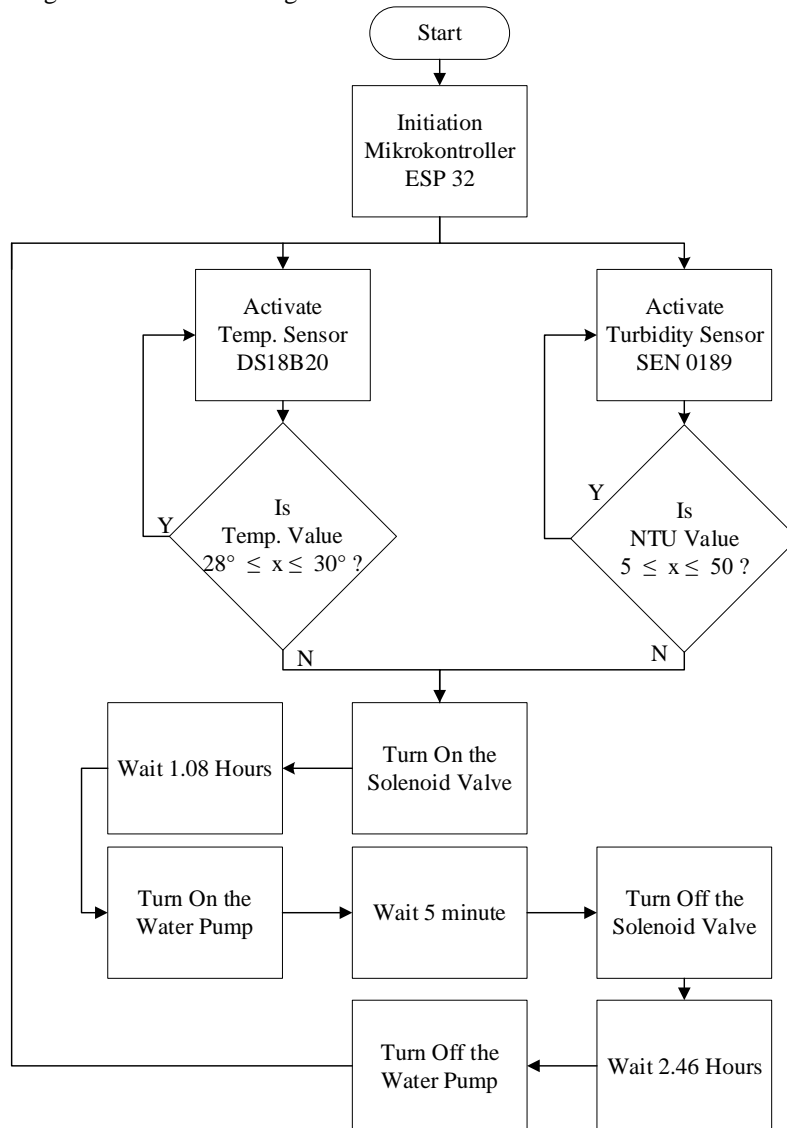 Start
Initiation
Mikrokontroller
ESP 32
Activate
Temp. Sensor
DS18B20
Activate
Turbidity Sensor
SEN 0189
Y
Is
Temp. Value
28° ≤ x ≤ 30° ?
N
Y
Is
NTU Value
5 ≤ x ≤ 50 ?
N
Turn On the
Solenoid Valve
Wait 1.08 Hours
Turn On the
Water Pump
Wait 5 minute
Turn Off the
Solenoid Valve
Wait 2.46 Hours
Turn Off the
Water Pump